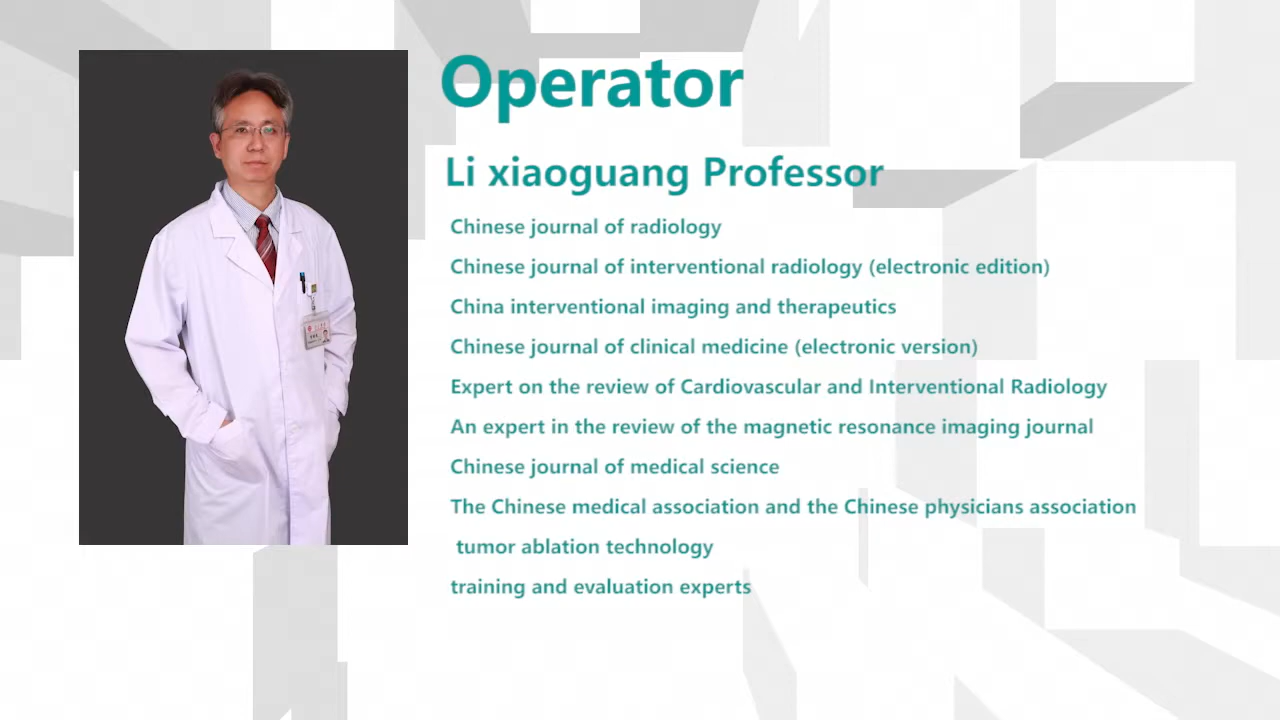 Operator
Li xiaoguang Professor
Chinese journal of radiology
Chinese journal of interventional radiology (electronic edition)
China interventional imaging and therapeutics
Chinese journal of clinical medicine (electronic version)
Expert on the review of Cardiovascular and Interventional Radiology
An expert in the review of the magnetic resonance imaging journal
Chinese journal of medical science
The Chinese medical association and the Chinese physicians association
tumor ablation technology
training and evaluation experts